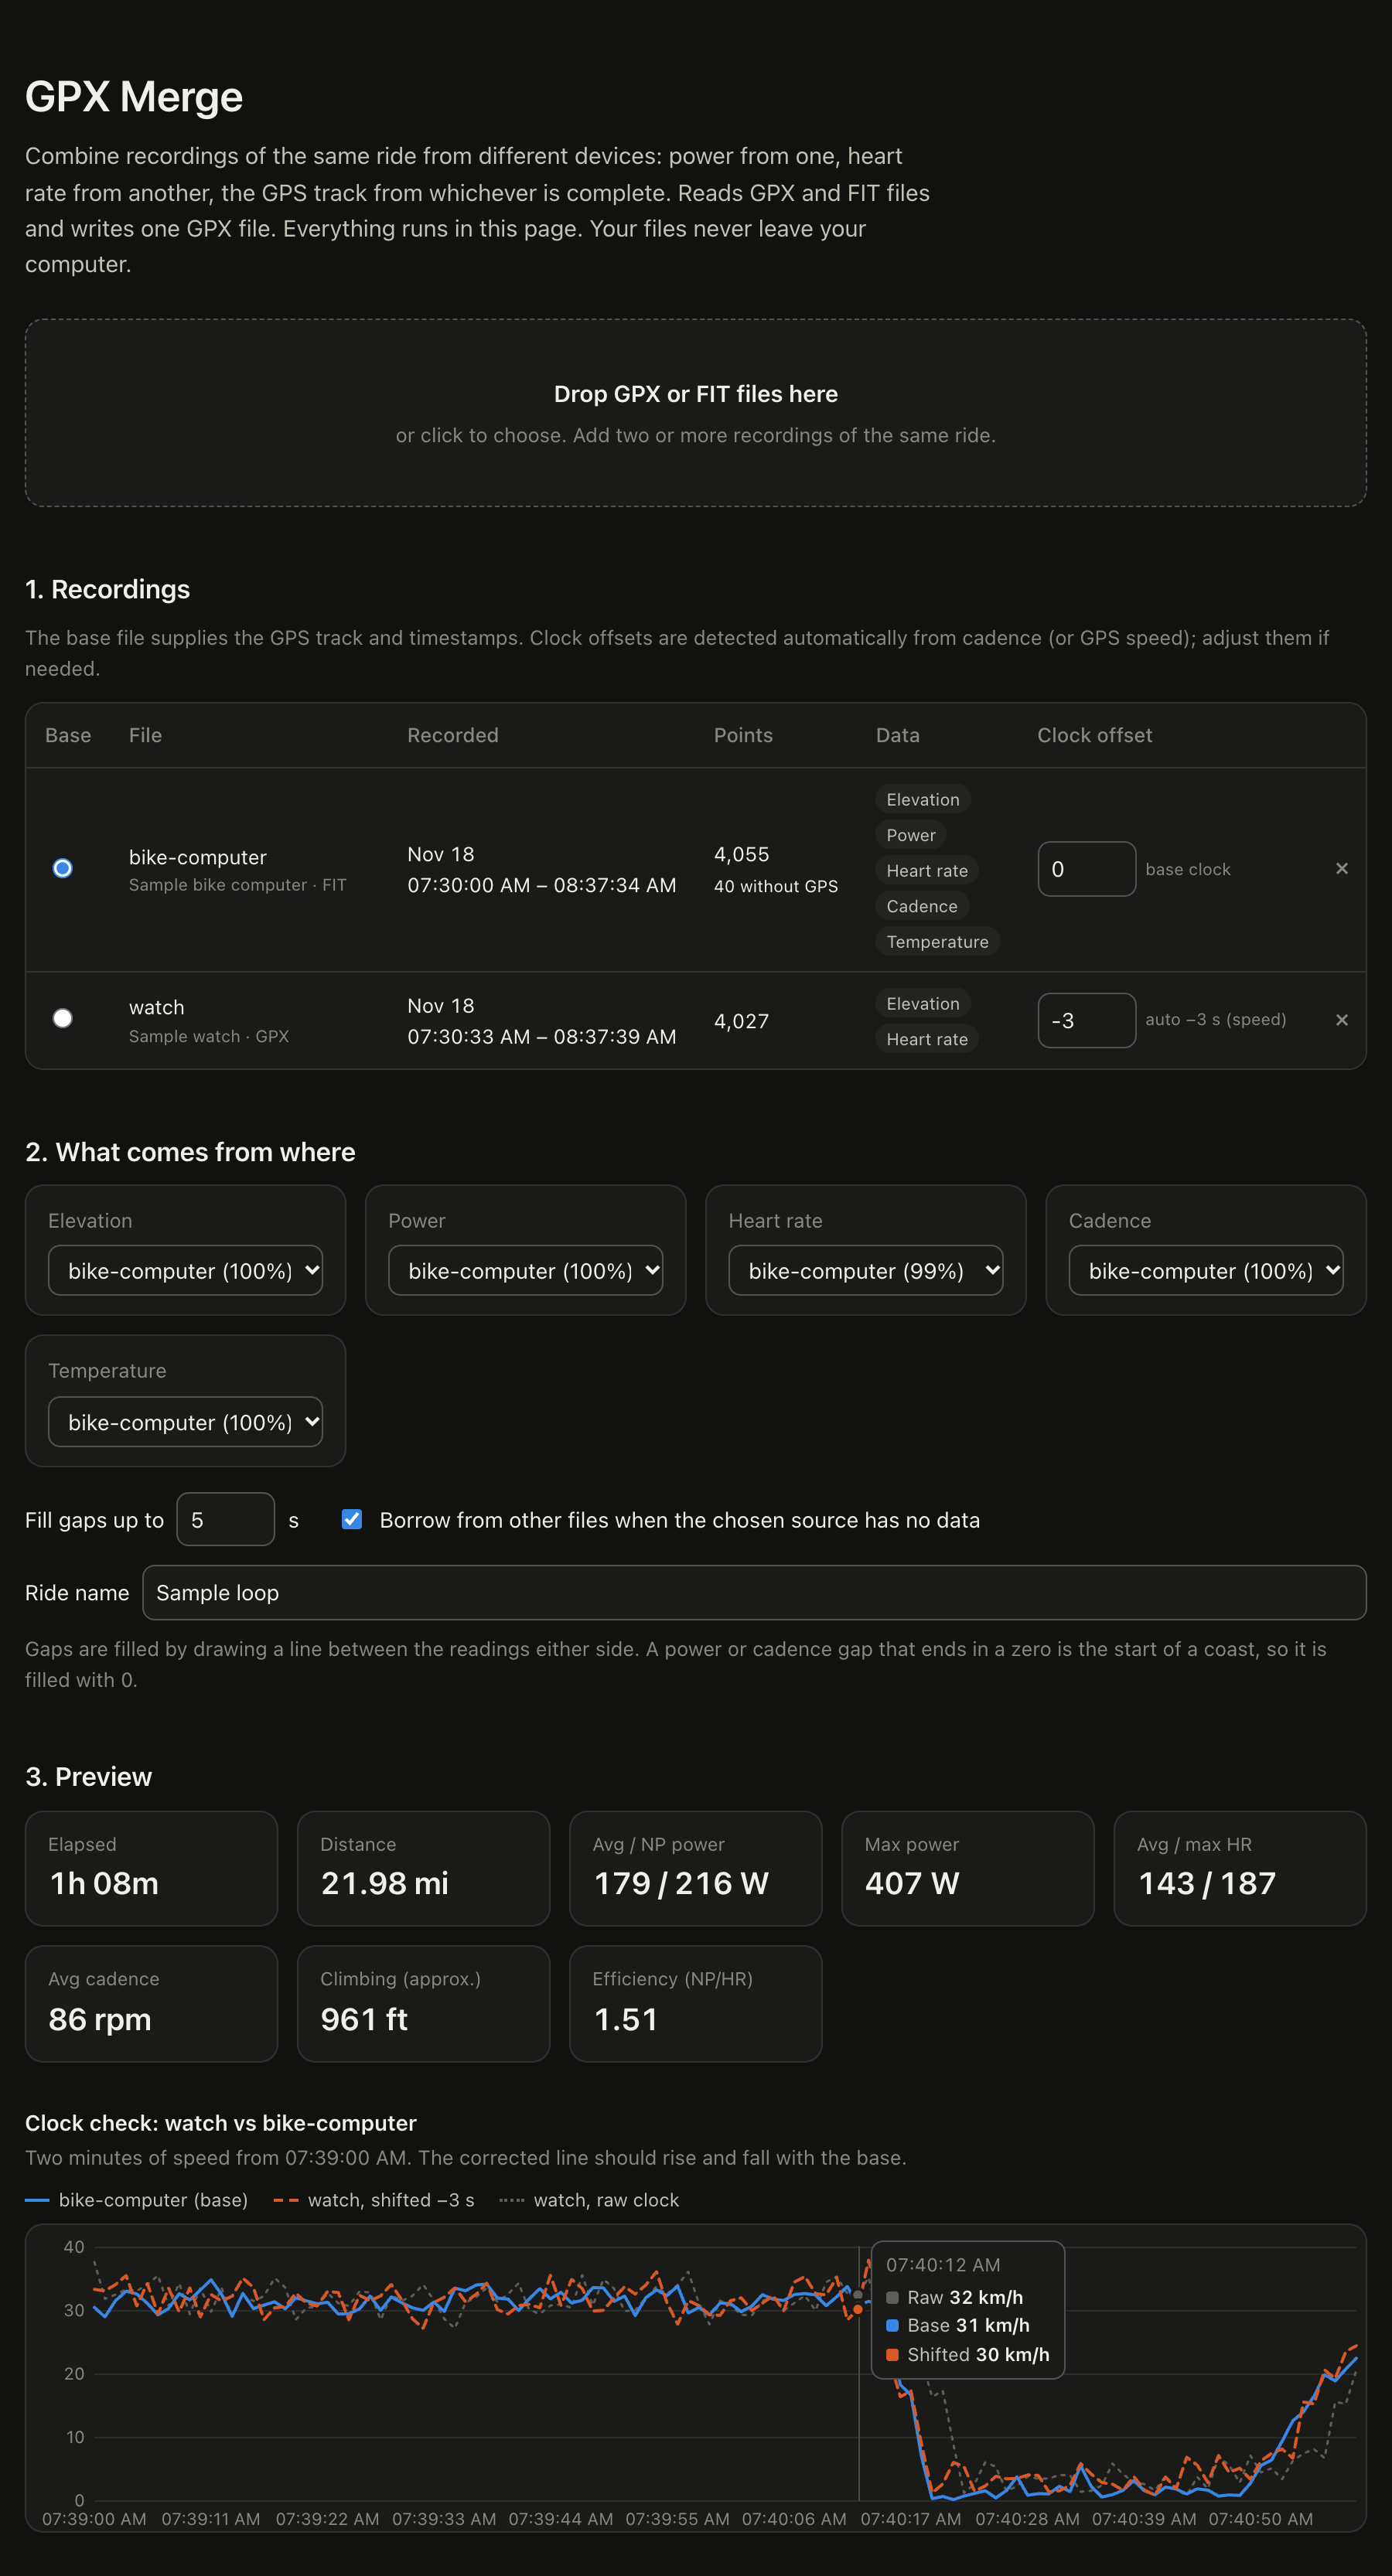 GPX Merge
Combine recordings of the same ride from different devices: power from one, heart
rate from another, the GPS track from whichever is complete. Reads GPX and FIT files
and writes one GPX file. Everything runs in this page. Your files never leave your
computer.
Drop GPX or FIT files here
or click to choose. Add two or more recordings of the same ride.
1. Recordings
The base file supplies the GPS track and timestamps. Clock offsets are detected automatically from cadence (or GPS speed); adjust them if
needed.
Base File Recorded Points Data Clock offset
bike-computer
Sample bike computer · FIT
Nov 18
07:30:00 AM – 08:37:34 AM
4,055
40 without GPS
Elevation
Power
Heart rate
Cadence
Temperature
0 base clock ×
watch
Sample watch · GPX
Nov 18
07:30:33 AM – 08:37:39 AM
4,027
Elevation
Heart rate
-3 auto −3 s (speed) ×
2. What comes from where
Elevation
bike-computer (100%)
Power
bike-computer (100%)
Heart rate
bike-computer (99%)
Cadence
bike-computer (100%)
Temperature
bike-computer (100%)
Fill gaps up to 5 s Borrow from other files when the chosen source has no data
Ride name Sample loop
Gaps are filled by drawing a line between the readings either side. A power or cadence gap that ends in a zero is the start of a coast, so it is
filled with 0.
3. Preview
Elapsed
1h 08m
Distance
21.98 mi
Avg / NP power
179 / 216 W
Max power
407 W
Avg / max HR
143 / 187
Avg cadence
86 rpm
Climbing (approx.)
961 ft
Efficiency (NP/HR)
1.51
Clock check: watch vs bike-computer
Two minutes of speed from 07:39:00 AM. The corrected line should rise and fall with the base.
bike-computer (base) watch, shifted −3 s watch, raw clock
40
30
20
10
0
07:40:12 AM
Raw 32 km/h
Base 31 km/h
Shifted 30 km/h
07:39:00 AM 07:39:11 AM 07:39:22 AM 07:39:33 AM 07:39:44 AM 07:39:55 AM 07:40:06 AM 07:40:17 AM 07:40:28 AM 07:40:39 AM 07:40:50 AM